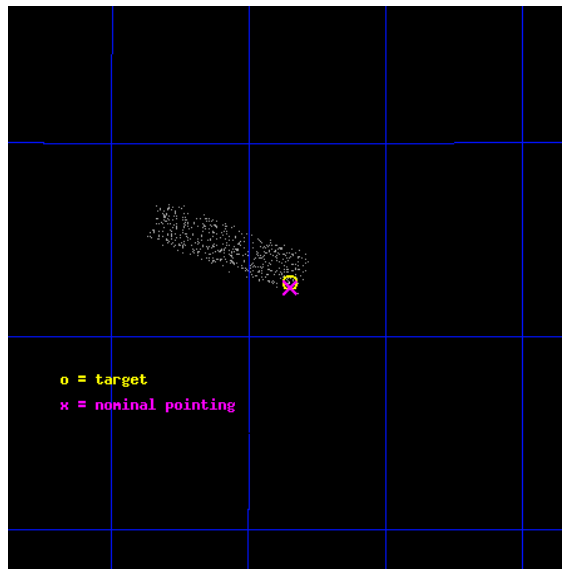 o = target
x = nominal pointing